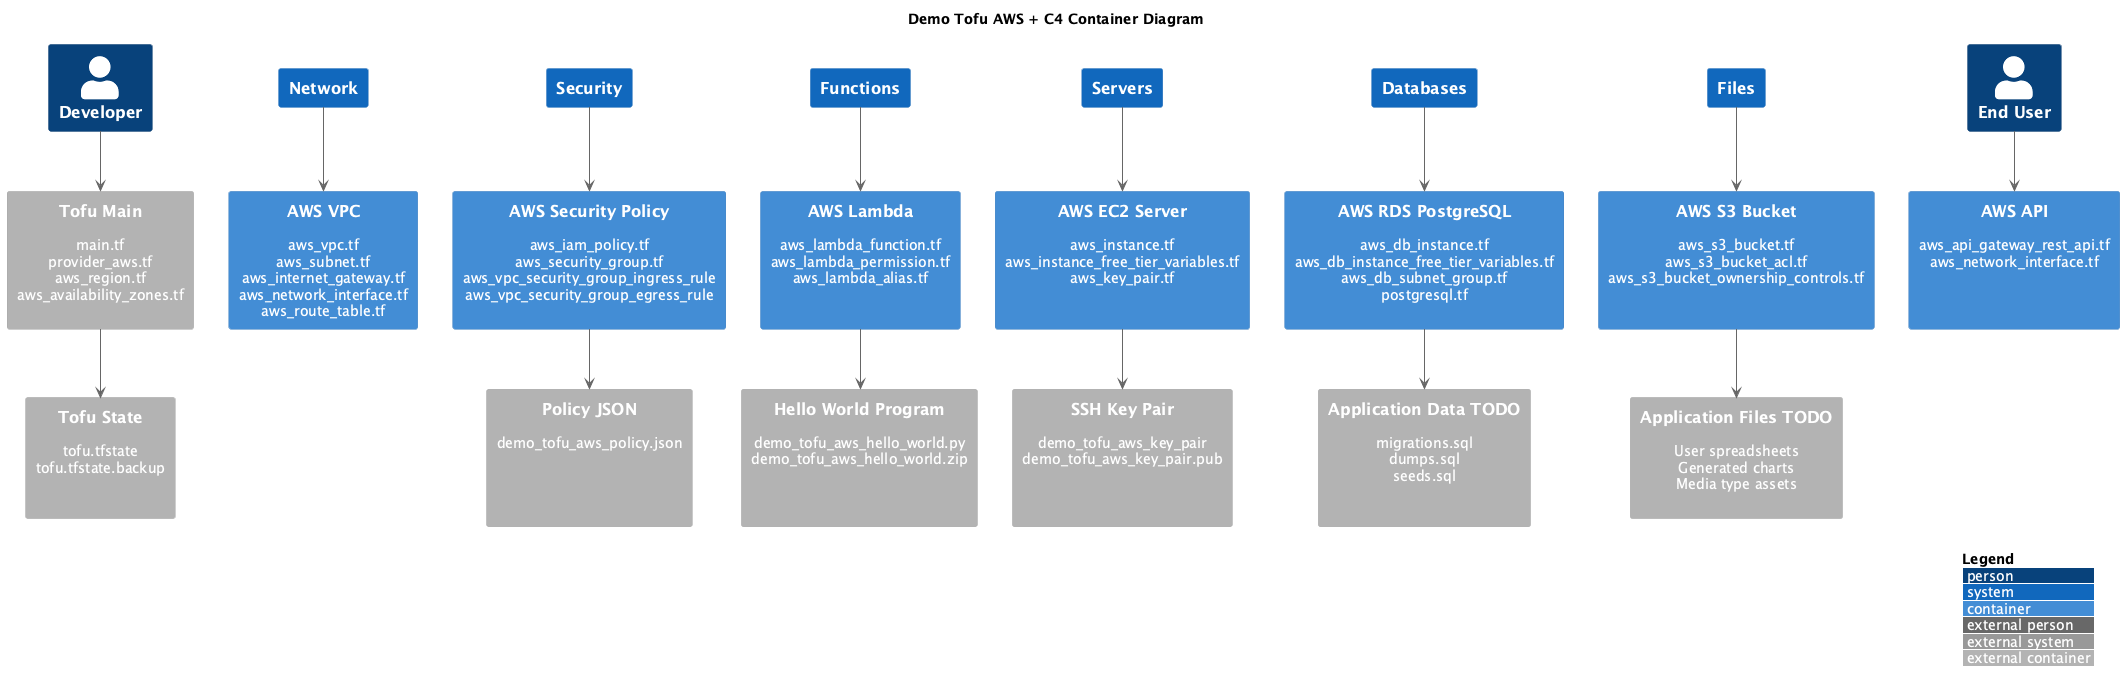 Demo Tofu AWS + C4 Container Diagram
Developer
Network
Security
Functions
Servers
Databases
Files
End User
Tofu Main
main.tf
provider_aws.tf
aws_region.tf
aws_availability_zones.tf
AWS VPC
aws_vpc.tf
aws_subnet.tf
aws_internet_gateway.tf
aws_network_interface.tf
aws_route_table.tf
AWS Security Policy
aws_iam_policy.tf
aws_security_group.tf
aws_vpc_security_group_ingress_rule
aws_vpc_security_group_egress_rule
AWS Lambda
aws_lambda_function.tf
aws_lambda_permission.tf
aws_lambda_alias.tf
AWS EC2 Server
aws_instance.tf
aws_instance_free_tier_variables.tf
aws_key_pair.tf
AWS RDS PostgreSQL
aws_db_instance.tf
aws_db_instance_free_tier_variables.tf
aws_db_subnet_group.tf
postgresql.tf
AWS S3 Bucket
aws_s3_bucket.tf
aws_s3_bucket_acl.tf
aws_s3_bucket_ownership_controls.tf
AWS API
aws_api_gateway_rest_api.tf
aws_network_interface.tf
Tofu State
tofu.tfstate
tofu.tfstate.backup
Policy JSON
demo_tofu_aws_policy.json
Hello World Program
demo_tofu_aws_hello_world.py
demo_tofu_aws_hello_world.zip
SSH Key Pair
demo_tofu_aws_key_pair
demo_tofu_aws_key_pair.pub
Application Data TODO
migrations.sql
dumps.sql
seeds.sql
Application Files TODO
User spreadsheets
Generated charts
Media type assets
Legend
person
system
container
external person
external system
external container